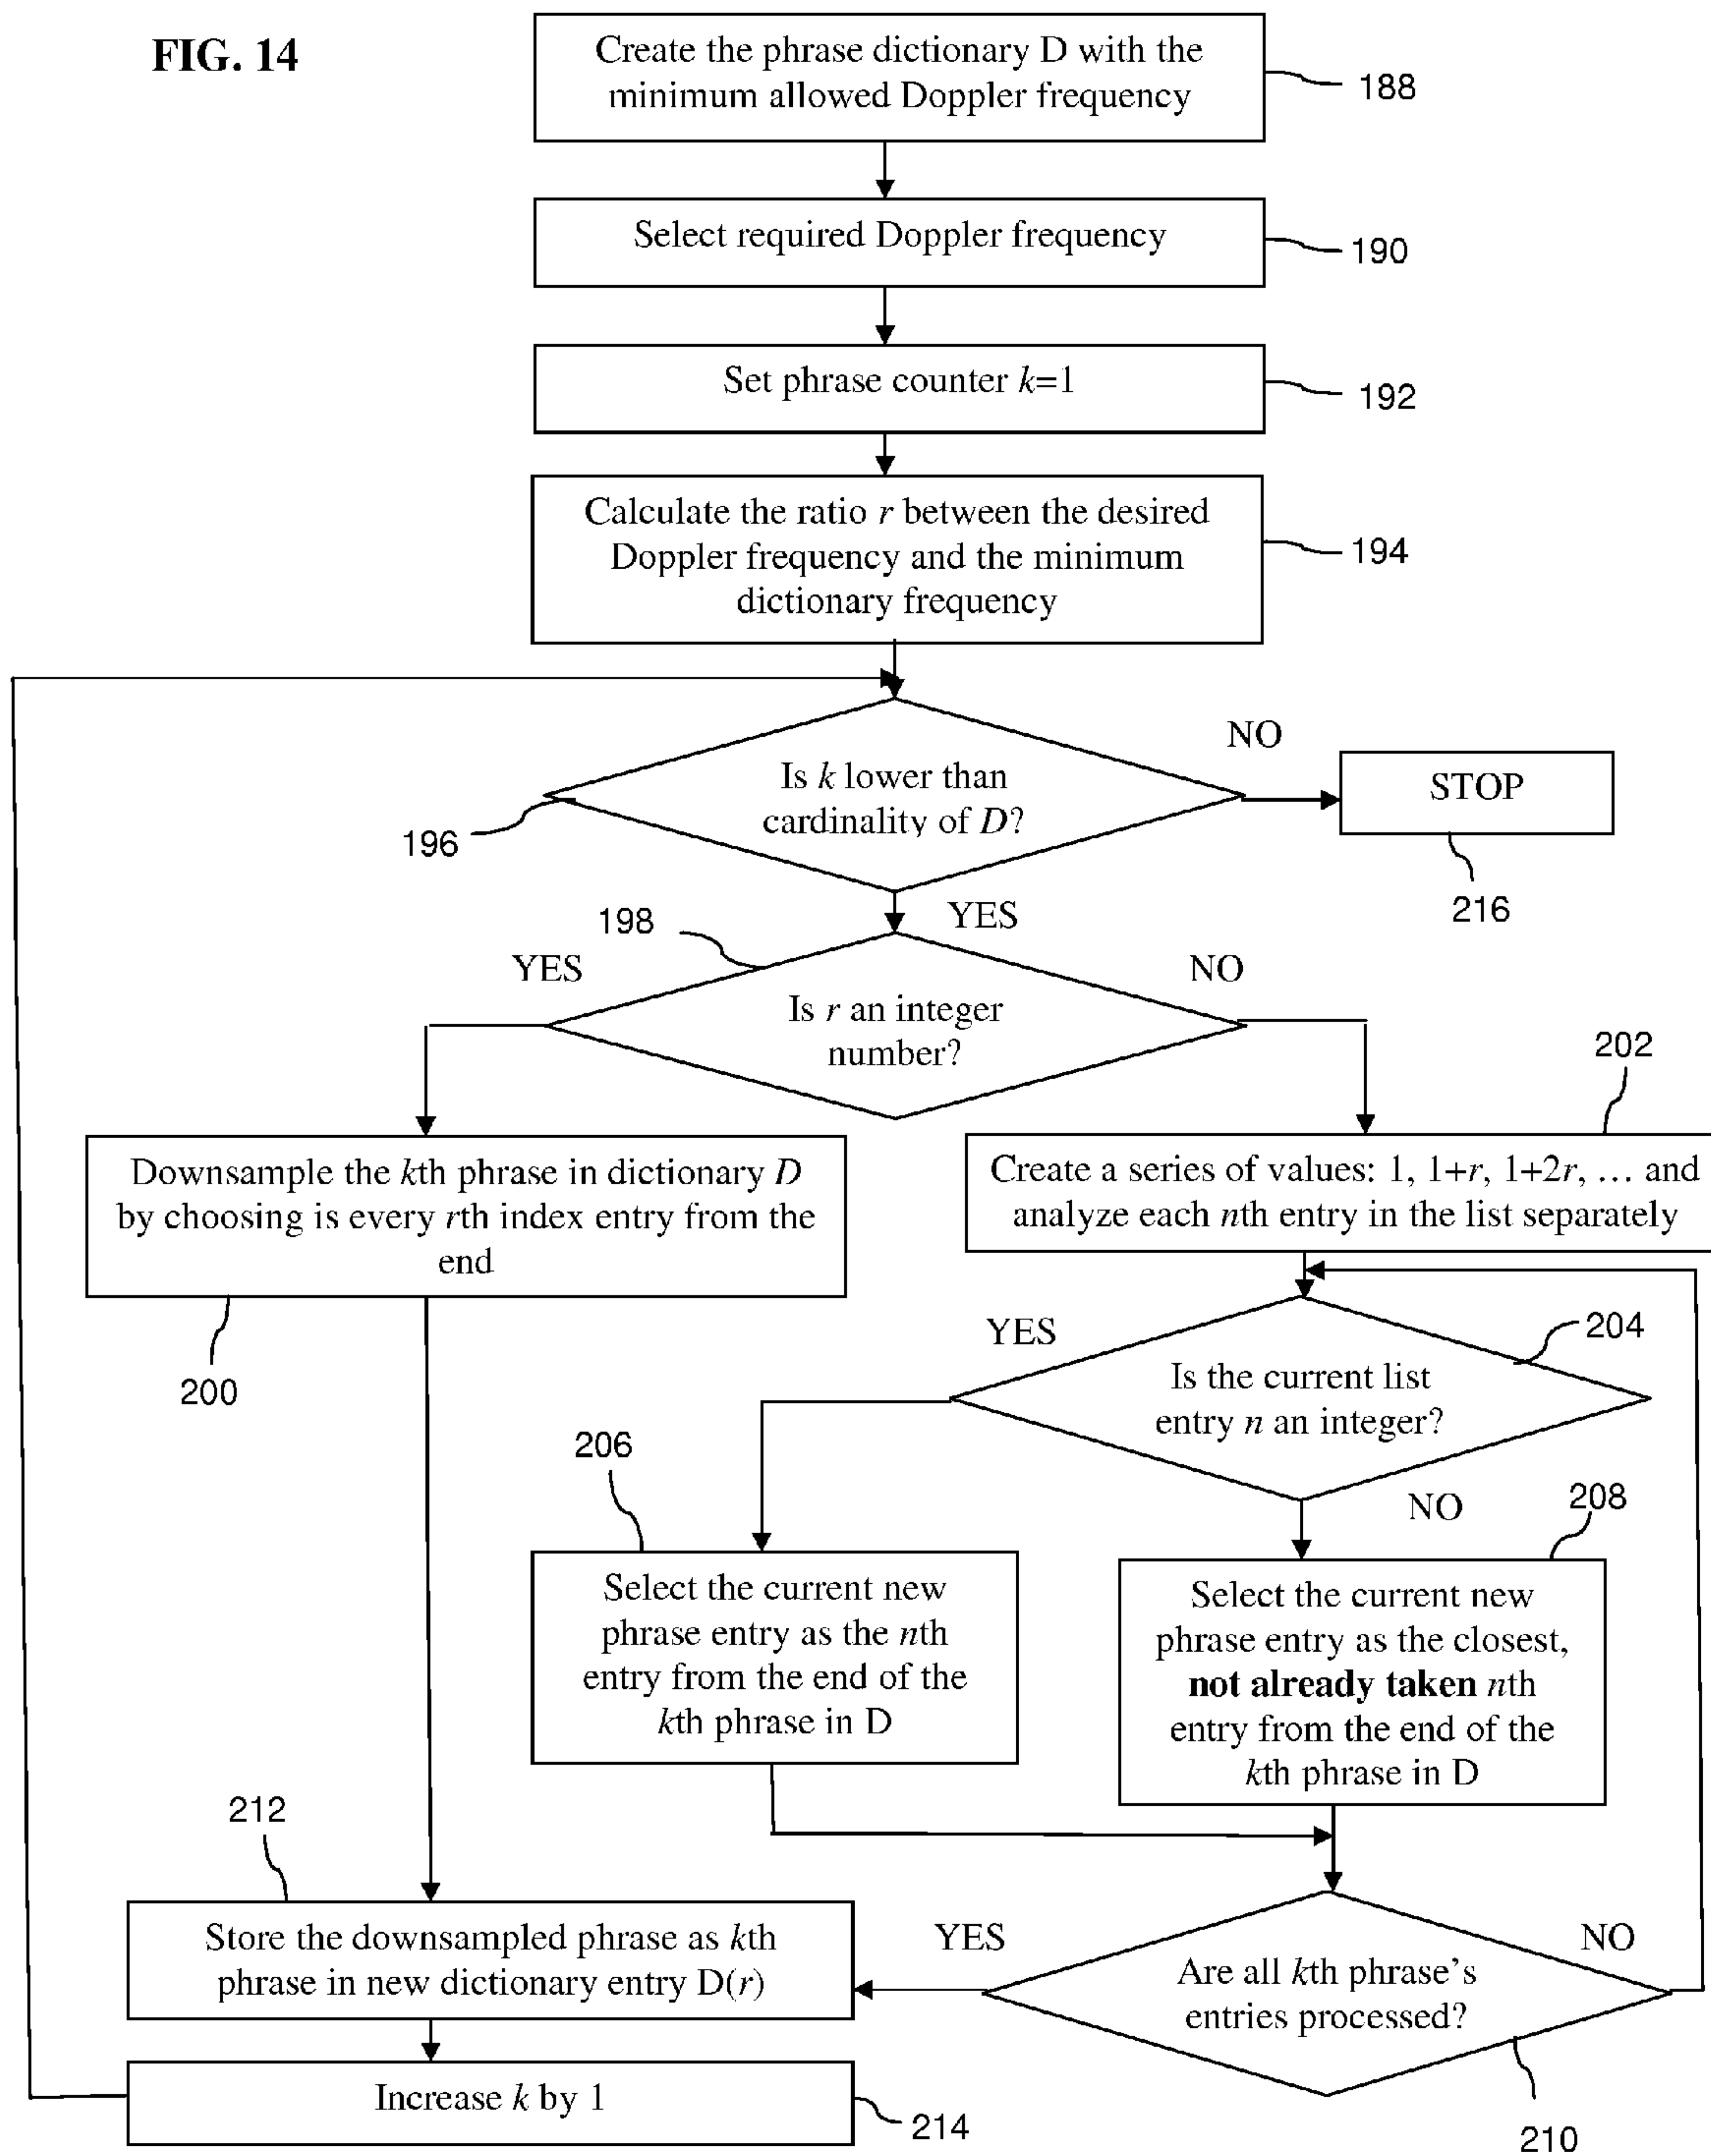 FIG. 14
Create the phrase dictionary D with the
minimum allowed Doppler frequency
188
Select required Doppler frequency
190
Set phrase counter k=1
192
Calculate the ratio r between the desired
Doppler frequency and the minimum
dictionary frequency
194
NO
Is k lower than
cardinality of D?
STOP
196
216
YES
198
YES
NO
Is r an integer
number?
202
Downsample the kth phrase in dictionary D
by choosing is every rth index entry from the
end
200
Create a series of values: 1, 1+r, 1+2r, … and
analyze each nth entry in the list separately
YES
204
Is the current list
entry n an integer?
206
NO
208
Select the current new
phrase entry as the nth
entry from the end of the
kth phrase in D
Select the current new
phrase entry as the closest,
not already taken nth
entry from the end of the
kth phrase in D
212
Store the downsampled phrase as kth
phrase in new dictionary entry D(r)
YES
NO
Are all kth phrase’s
entries processed?
Increase k by 1
214
210